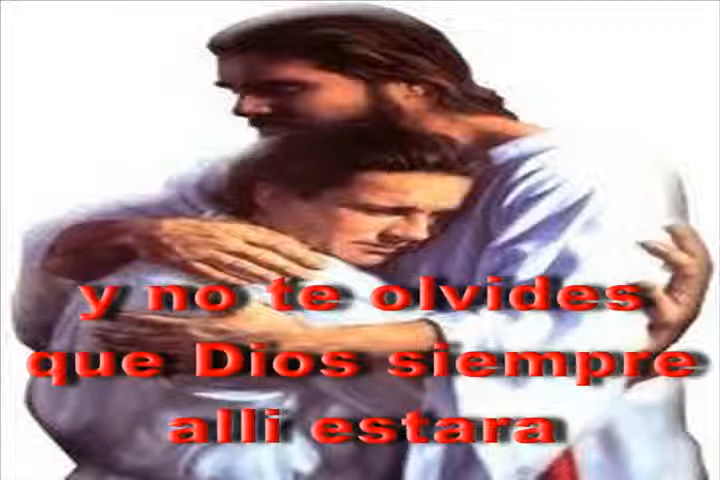 y no te olvides
que Dios siempre
alli estara